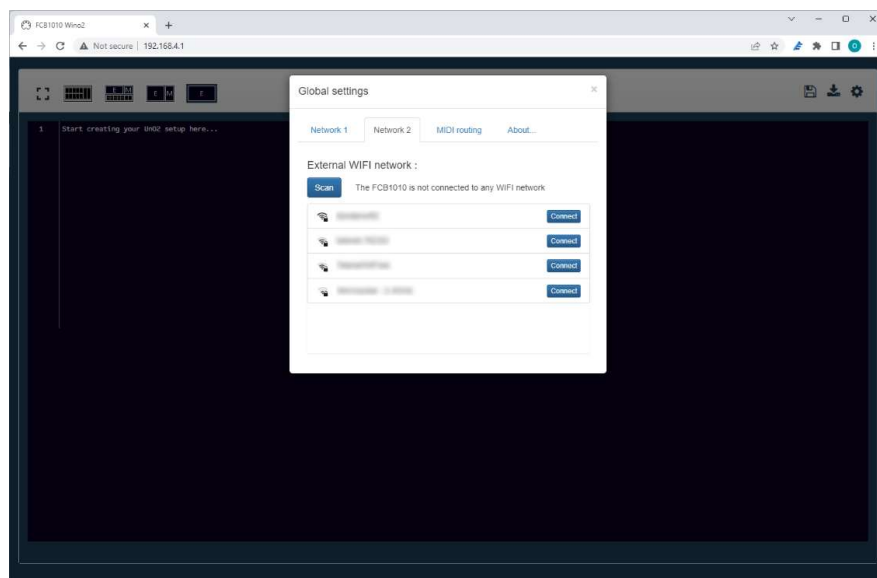 FCB1010 Wino2
Not secure | 192.168.4.1
E M
E M
E
Global settings
Network 1 Network 2 MIDI routing About...
External WIFI network :
Scan The FCB1010 is not connected to any WIFI network
Connect
Connect
Connect
Connect
1 Start creating your UnO2 setup here...